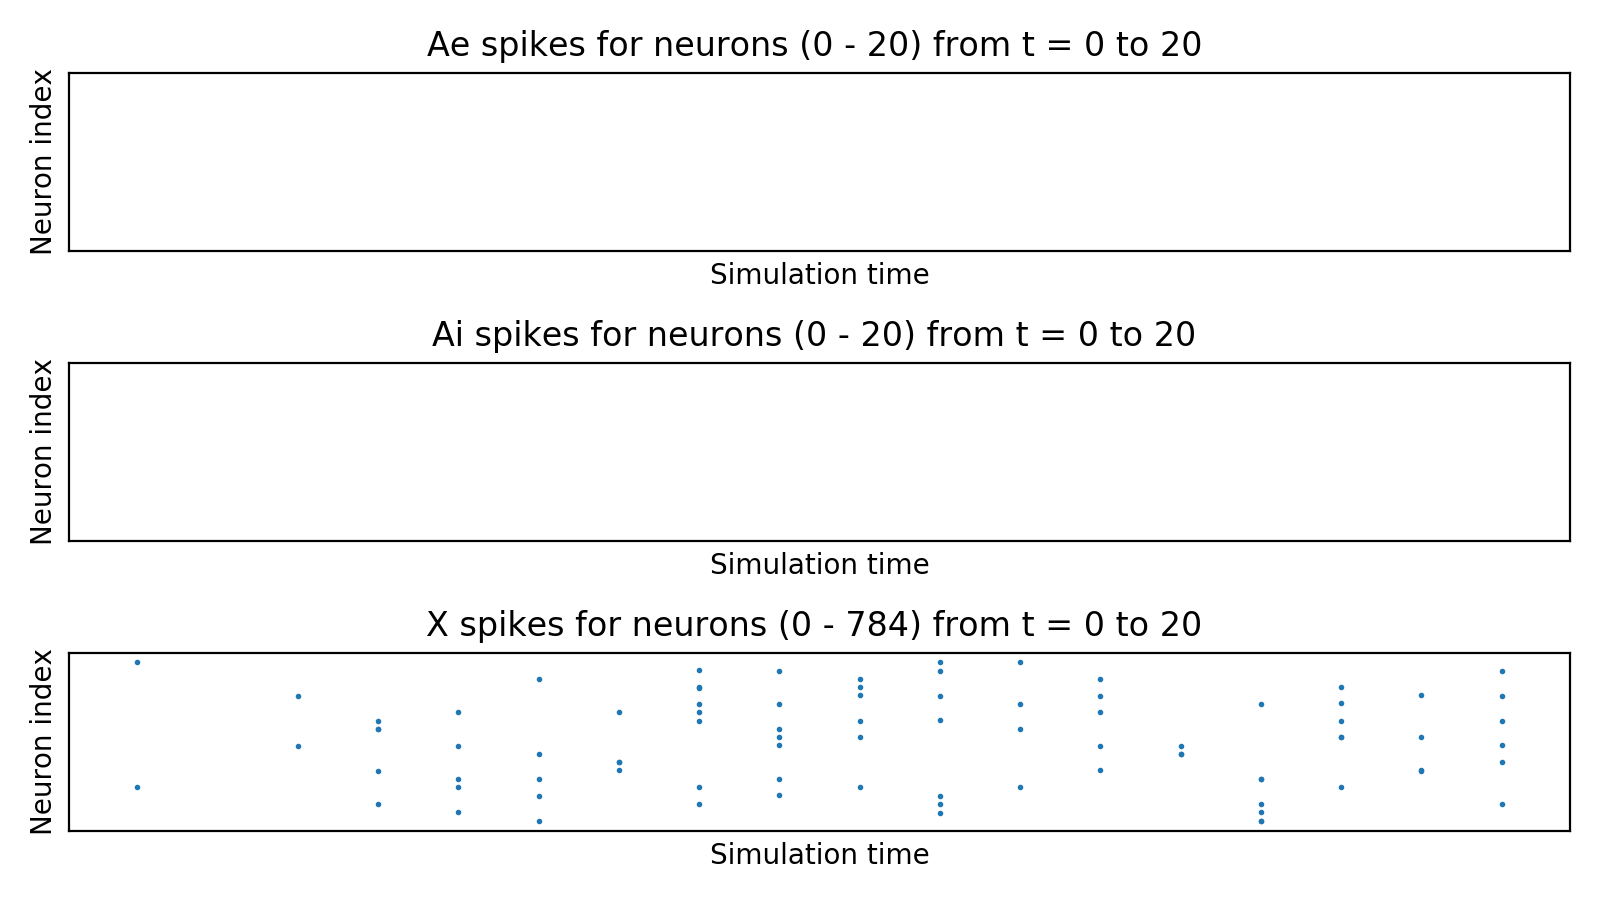 Ae spikes for neurons (0 - 20) from t = 0 to 20
Neuron index
Simulation time
Ai spikes for neurons (0 - 20) from t = 0 to 20
Neuron index
Simulation time
X spikes for neurons (0 - 784) from t = 0 to 20
Neuron index
Simulation time